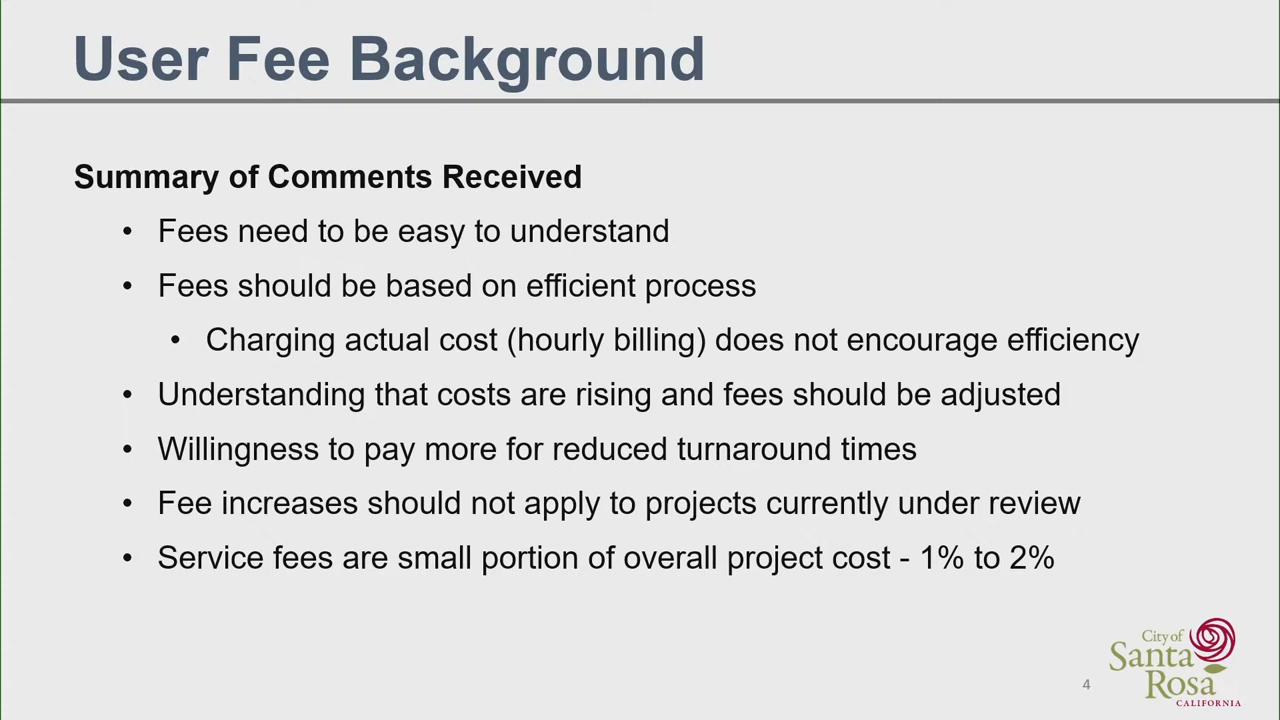 User Fee Background
Summary of Comments Received
• Fees need to be easy to understand
• Fees should be based on efficient process
• Charging actual cost (hourly billing) does not encourage efficiency
• Understanding that costs are rising and fees should be adjusted
• Willingness to pay more for reduced turnaround times
• Fee increases should not apply to projects currently under review
• Service fees are small portion of overall project cost - 1% to 2%
4
City of
Santa
Rosa
CALIFORNIA